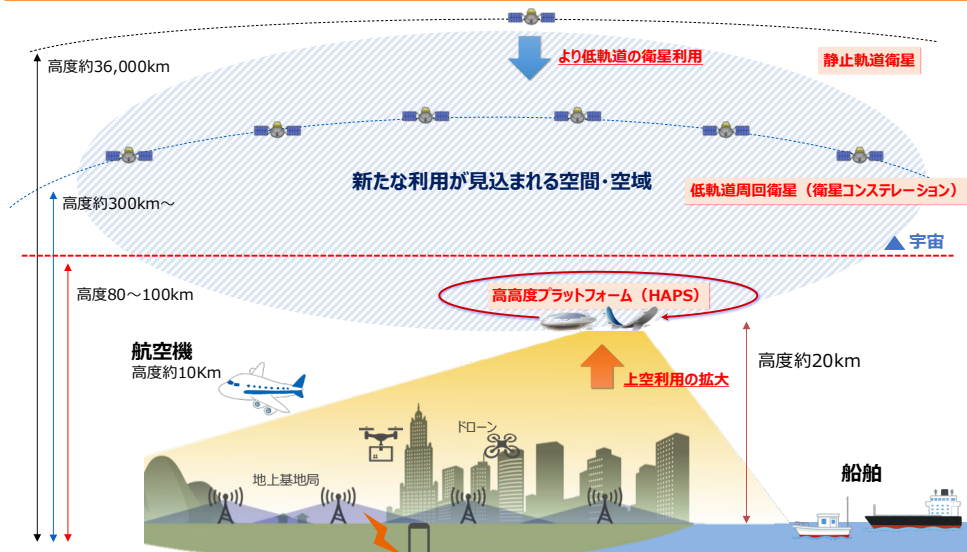 高度約36,000km
より低軌道の衛星利用
静止軌道衛星
新たな利用が見込まれる空間・空域
低軌道周回衛星(衛星コンステレーション)
高度約300km～
宇宙
高度80～100km
高高度プラットフォーム(HAPS)
航空機
高度約10Km
上空利用の拡大
高度約20km
ドローン
地上基地局
船舶